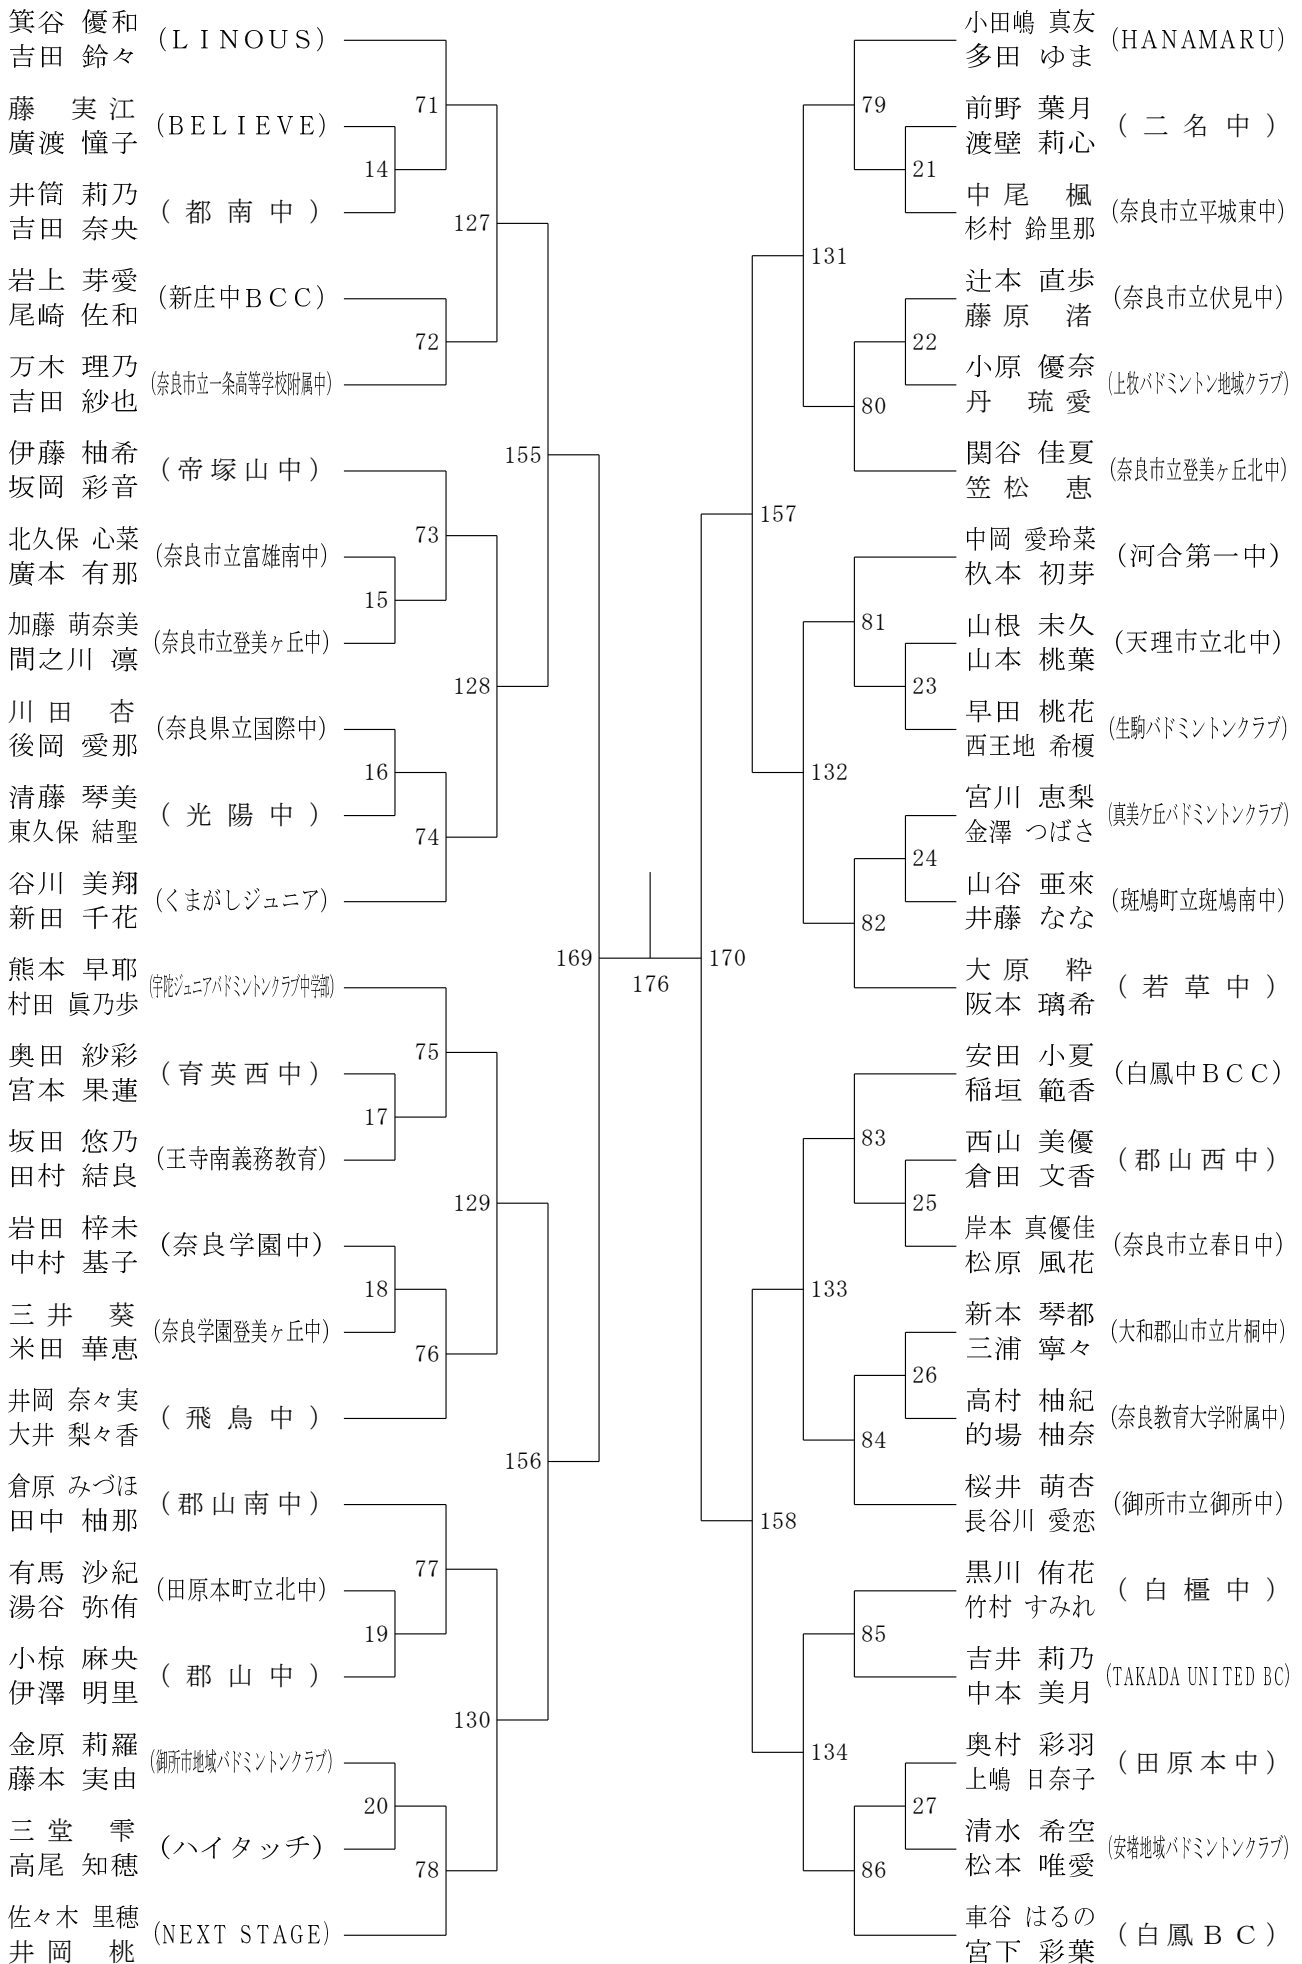 箕谷 優和
吉田 鈴々
(ＬＩＮＯＵＳ)
藤　実江
廣渡 憧子
(ＢＥＬＩＥＶＥ)
井筒 莉乃
吉田 奈央
(都南中)
岩上 芽愛
尾崎 佐和
(新庄中ＢＣＣ)
万木 理乃
吉田 紗也
(奈良市立一条高等学校附属中)
伊藤 柚希
坂岡 彩音
(帝塚山中)
北久保 心菜
廣本 有那
(奈良市立富雄南中)
加藤 萌奈美
間之川 凛
(奈良市立登美ヶ丘中)
川田　杏
後岡 愛那
(奈良県立国際中)
清藤 琴美
東久保 結聖
(光陽中)
谷川 美翔
新田 千花
(くまがしジュニア)
熊本 早耶
村田 眞乃歩
(宇陀ジュニアバドミントンクラブ中学部)
奥田 紗彩
宮本 果蓮
(育英西中)
坂田 悠乃
田村 結良
(王寺南義務教育)
岩田 梓未
中村 基子
(奈良学園中)
三井　葵
米田 華恵
(奈良学園登美ヶ丘中)
井岡 奈々実
大井 梨々香
(飛鳥中)
倉原 みづほ
田中 柚那
(郡山南中)
有馬 沙紀
湯谷 弥侑
(田原本町立北中)
小椋 麻央
伊澤 明里
(郡山中)
金原 莉羅
藤本 実由
(御所市地域バドミントンクラブ)
三堂　雫
高尾 知穂
(ハイタッチ)
佐々木 里穂
井岡　桃
(NEXT STAGE)
71
14
127
72
155
73
15
128
16
74
169
75
17
129
18
76
156
77
19
130
20
78
176
170
79
21
131
22
80
157
81
23
132
24
82
83
25
133
26
84
158
85
134
27
86
小田嶋 真友
多田 ゆま
(HANAMARU)
前野 葉月
渡壁 莉心
(二名中)
中尾　楓
杉村 鈴里那
(奈良市立平城東中)
辻本 直歩
藤原　渚
(奈良市立伏見中)
小原 優奈
丹　琉愛
(上牧バドミントン地域クラブ)
関谷 佳夏
笠松　恵
(奈良市立登美ヶ丘北中)
中岡 愛玲菜
杦本 初芽
(河合第一中)
山根 未久
山本 桃葉
(天理市立北中)
早田 桃花
西王地 希榎
(生駒バドミントンクラブ)
宮川 恵梨
金澤 つばさ
(真美ケ丘バドミントンクラブ)
山谷 亜來
井藤 なな
(斑鳩町立斑鳩南中)
大原　粋
阪本 璃希
(若草中)
安田 小夏
稲垣 範香
(白鳳中ＢＣＣ)
西山 美優
倉田 文香
(郡山西中)
岸本 真優佳
松原 風花
(奈良市立春日中)
新本 琴都
三浦 寧々
(大和郡山市立片桐中)
高村 柚紀
的場 柚奈
(奈良教育大学附属中)
桜井 萌杏
長谷川 愛恋
(御所市立御所中)
黒川 侑花
竹村 すみれ
(白橿中)
吉井 莉乃
中本 美月
(TAKADA UNITED BC)
奥村 彩羽
上嶋 日奈子
(田原本中)
清水 希空
松本 唯愛
(安堵地域バドミントンクラブ)
車谷 はるの
宮下 彩葉
(白鳳ＢＣ)